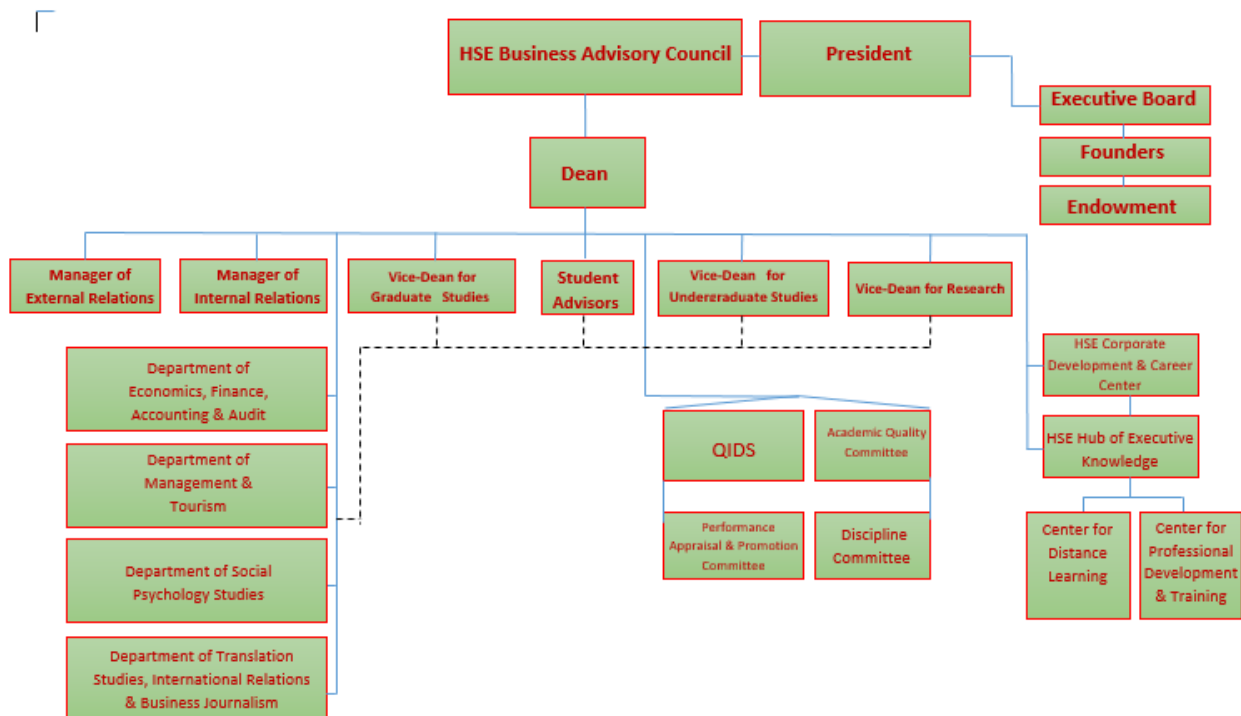 HSE Business Advisory Council
President
Executive Board
Founders
Endowment
Dean
Manager of
External Relations
Manager of
Internal Relations
Vice-Dean for
Graduate Studies
Student
Advisors
Vice-Dean for
Undergraduate Studies
Vice-Dean for Research
Department of
Economics, Finance,
Accounting & Audit
Department of
Management &
Tourism
Department of Social
Psychology Studies
Department of Translation
Studies, International Relations
& Business Journalism
QIDS
Academic Quality
Committee
Performance
Appraisal & Promotion
Committee
Discipline
Committee
HSE Corporate
Development & Career
Center
HSE Hub of Executive
Knowledge
Center for
Distance
Learning
Center for
Professional
Development
& Training